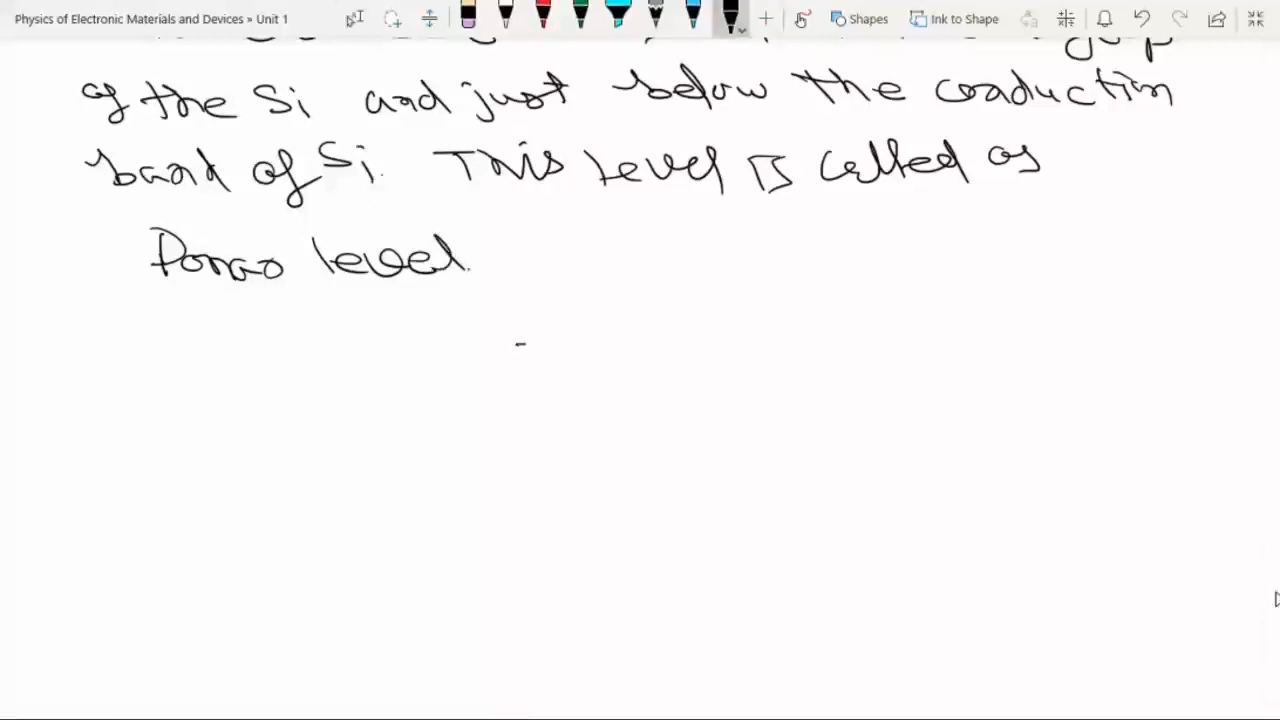 Physics of Electronic Materials and Devices » Unit 1
Shapes
Ink to Shape
of the Si and just below the conduction
band of Si. This level is called as
Donor level.